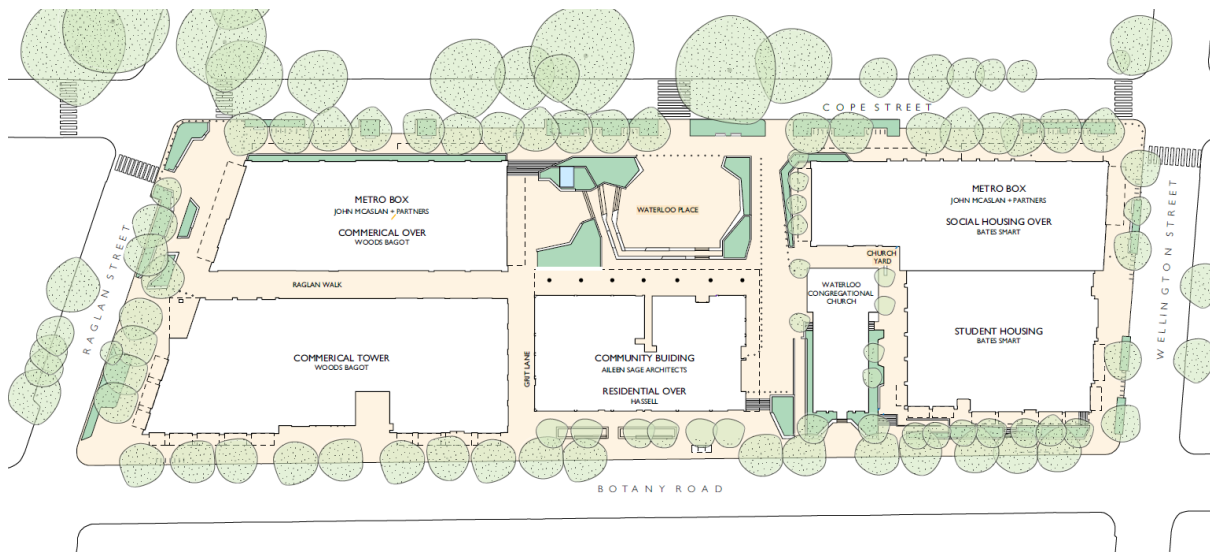 COPE STREET
METRO BOX
JOHN MCASLAN + PARTNERS
COMMERICAL OVER
WOODS BAGOT
WATERLOO PLACE
METRO BOX
JOHN MCASLAN + PARTNERS
SOCIAL HOUSING OVER
BATES SMART
CHURCH
YARD
RAGLAN STREET
RAGLAN WALK
WATERLOO
CONGREGATIONAL
CHURCH
WELLINGTON STREET
COMMERICAL TOWER
WOODS BAGOT
GRIT LANE
COMMUNITY BUIDING
AILEEN SAGE ARCHITECTS
RESIDENTIAL OVER
HASSELL
STUDENT HOUSING
BATES SMART
BOTANY ROAD